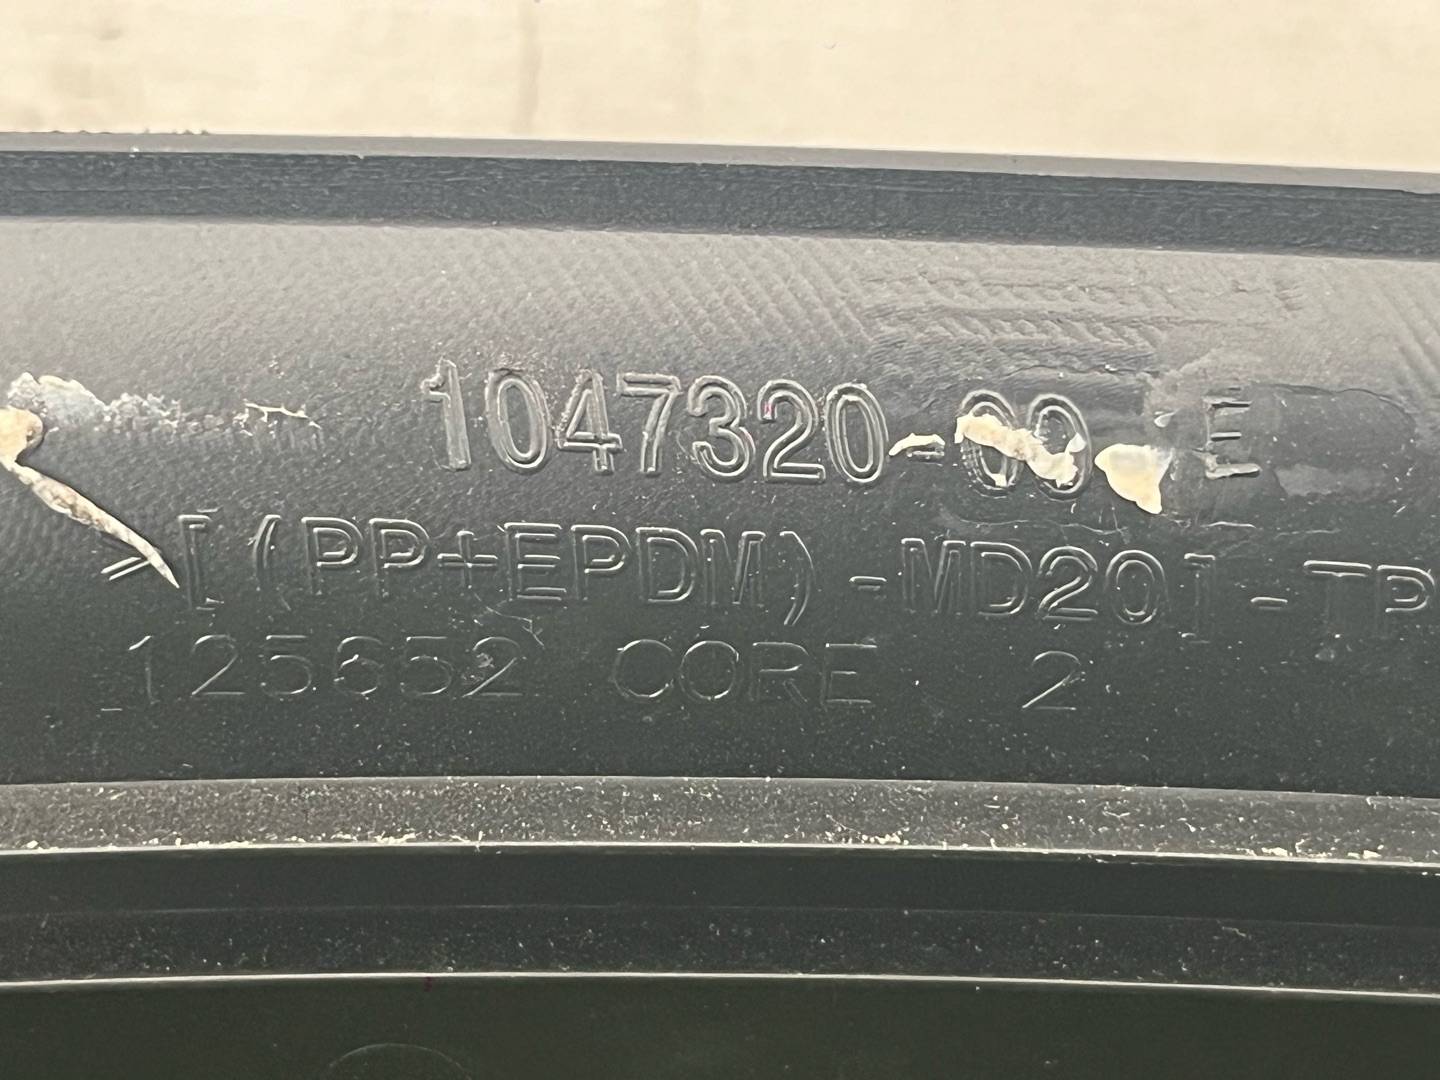 1047320-00-E
>[(PP+EPDM)-MD20]-TP
125652 CORE 2